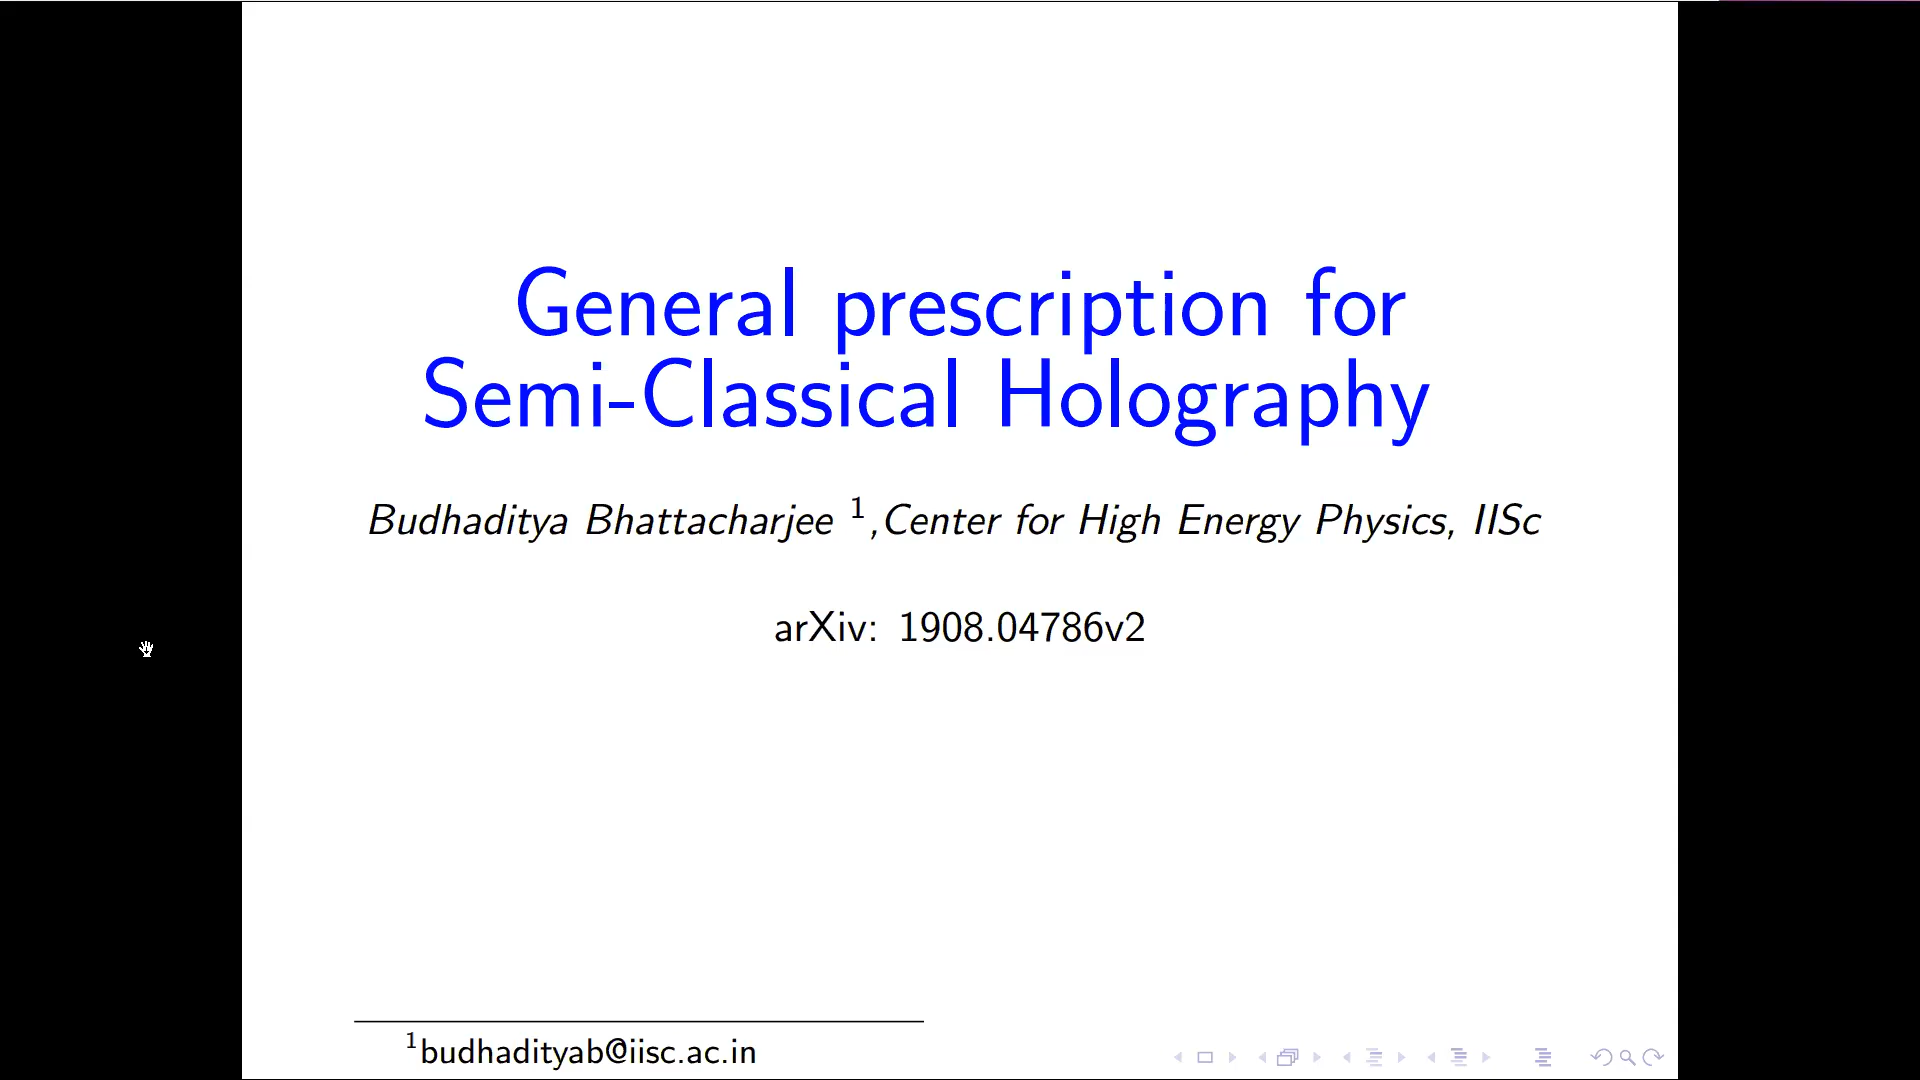 General prescription for
Semi-Classical Holography
Budhaditya Bhattacharjee ¹,Center for High Energy Physics, IISc
arXiv: 1908.04786v2
¹budhadityab@iisc.ac.in